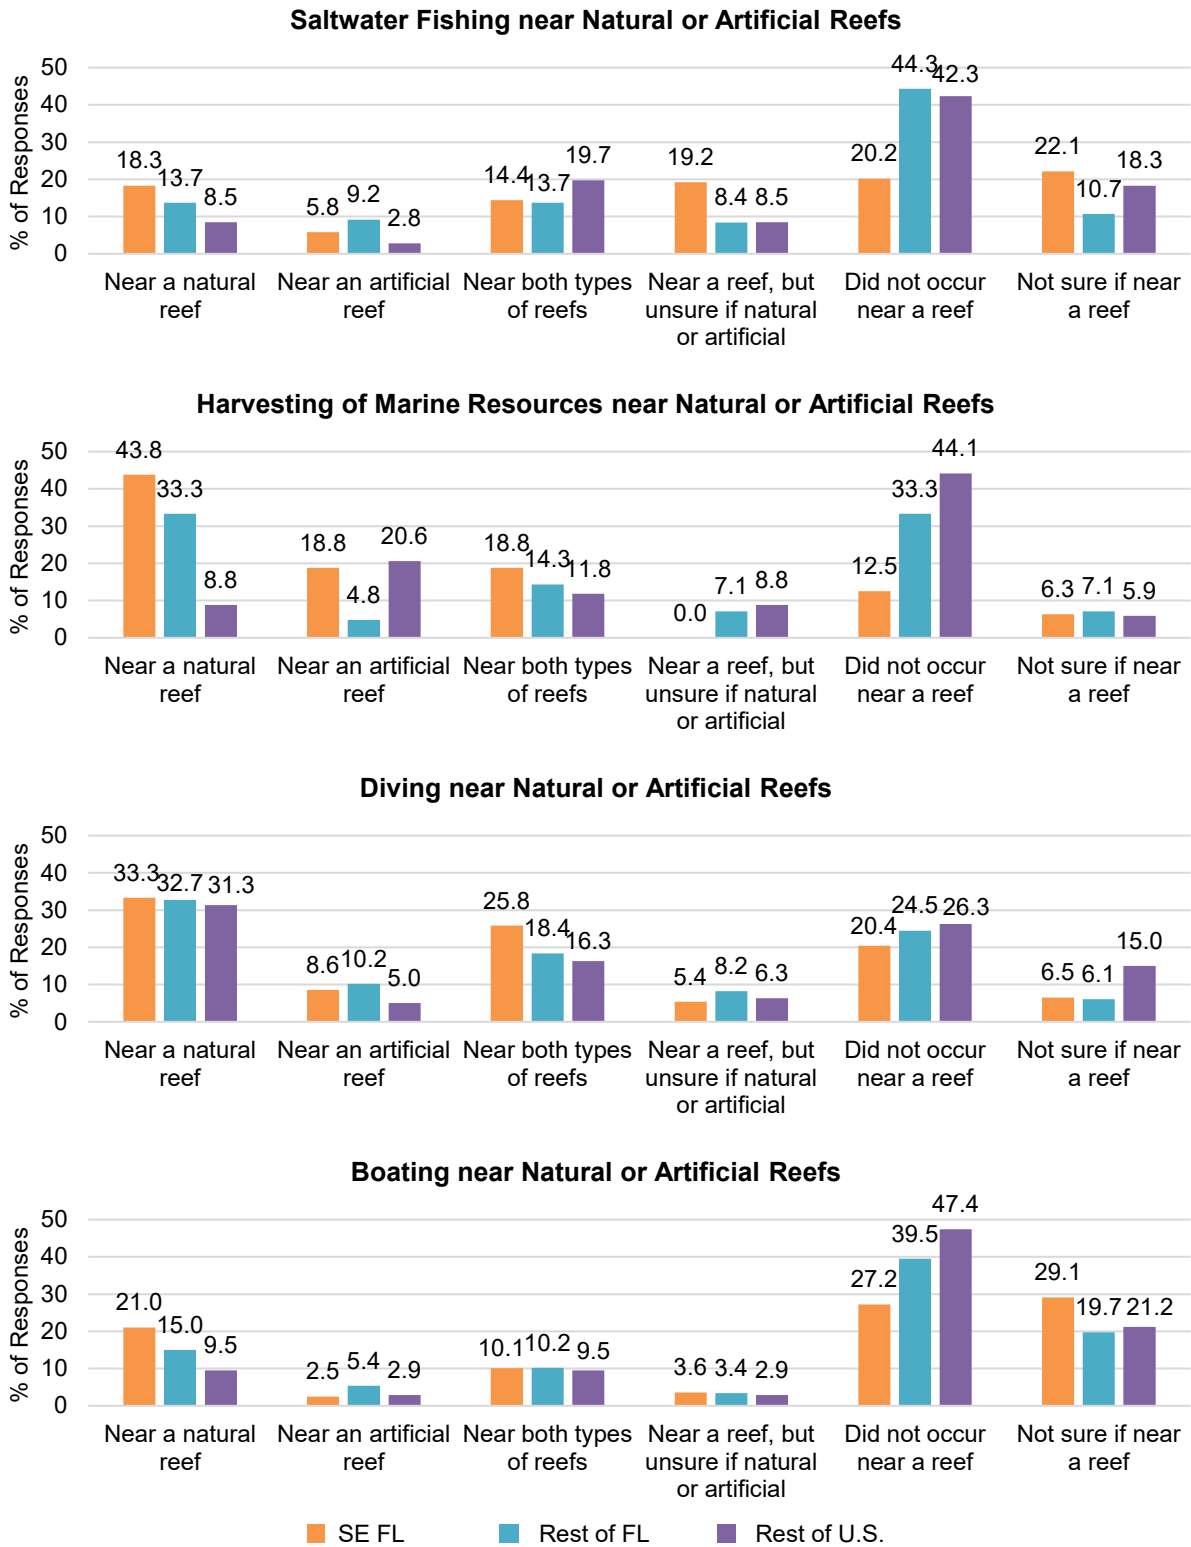 Saltwater Fishing near Natural or Artificial Reefs
% of Responses
50
40
30
20
10
0
18.3 13.7 8.5
5.8 9.2 2.8
14.4 13.7 19.7
19.2 8.4 8.5
20.2 44.3 42.3
22.1 10.7 18.3
Near a natural
reef
Near an artificial
reef
Near both types
of reefs
Near a reef, but
unsure if natural
or artificial
Did not occur
near a reef
Not sure if near
a reef
Harvesting of Marine Resources near Natural or Artificial Reefs
% of Responses
50
40
30
20
10
0
43.8 33.3 8.8
18.8 4.8 20.6
18.8 14.3 11.8
0.0 7.1 8.8
12.5 33.3 44.1
6.3 7.1 5.9
Near a natural
reef
Near an artificial
reef
Near both types
of reefs
Near a reef, but
unsure if natural
or artificial
Did not occur
near a reef
Not sure if near
a reef
Diving near Natural or Artificial Reefs
% of Responses
50
40
30
20
10
0
33.3 32.7 31.3
8.6 10.2 5.0
25.8 18.4 16.3
5.4 8.2 6.3
20.4 24.5 26.3
6.5 6.1 15.0
Near a natural
reef
Near an artificial
reef
Near both types
of reefs
Near a reef, but
unsure if natural
or artificial
Did not occur
near a reef
Not sure if near
a reef
Boating near Natural or Artificial Reefs
% of Responses
50
40
30
20
10
0
21.0 15.0 9.5
2.5 5.4 2.9
10.1 10.2 9.5
3.6 3.4 2.9
27.2 39.5 47.4
29.1 19.7 21.2
Near a natural
reef
Near an artificial
reef
Near both types
of reefs
Near a reef, but
unsure if natural
or artificial
Did not occur
near a reef
Not sure if near
a reef
SE FL Rest of FL Rest of U.S.